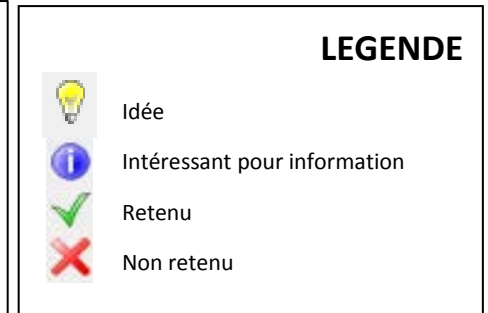 LEGENDE
Idée
Intéressant pour information
Retenu
Non retenu